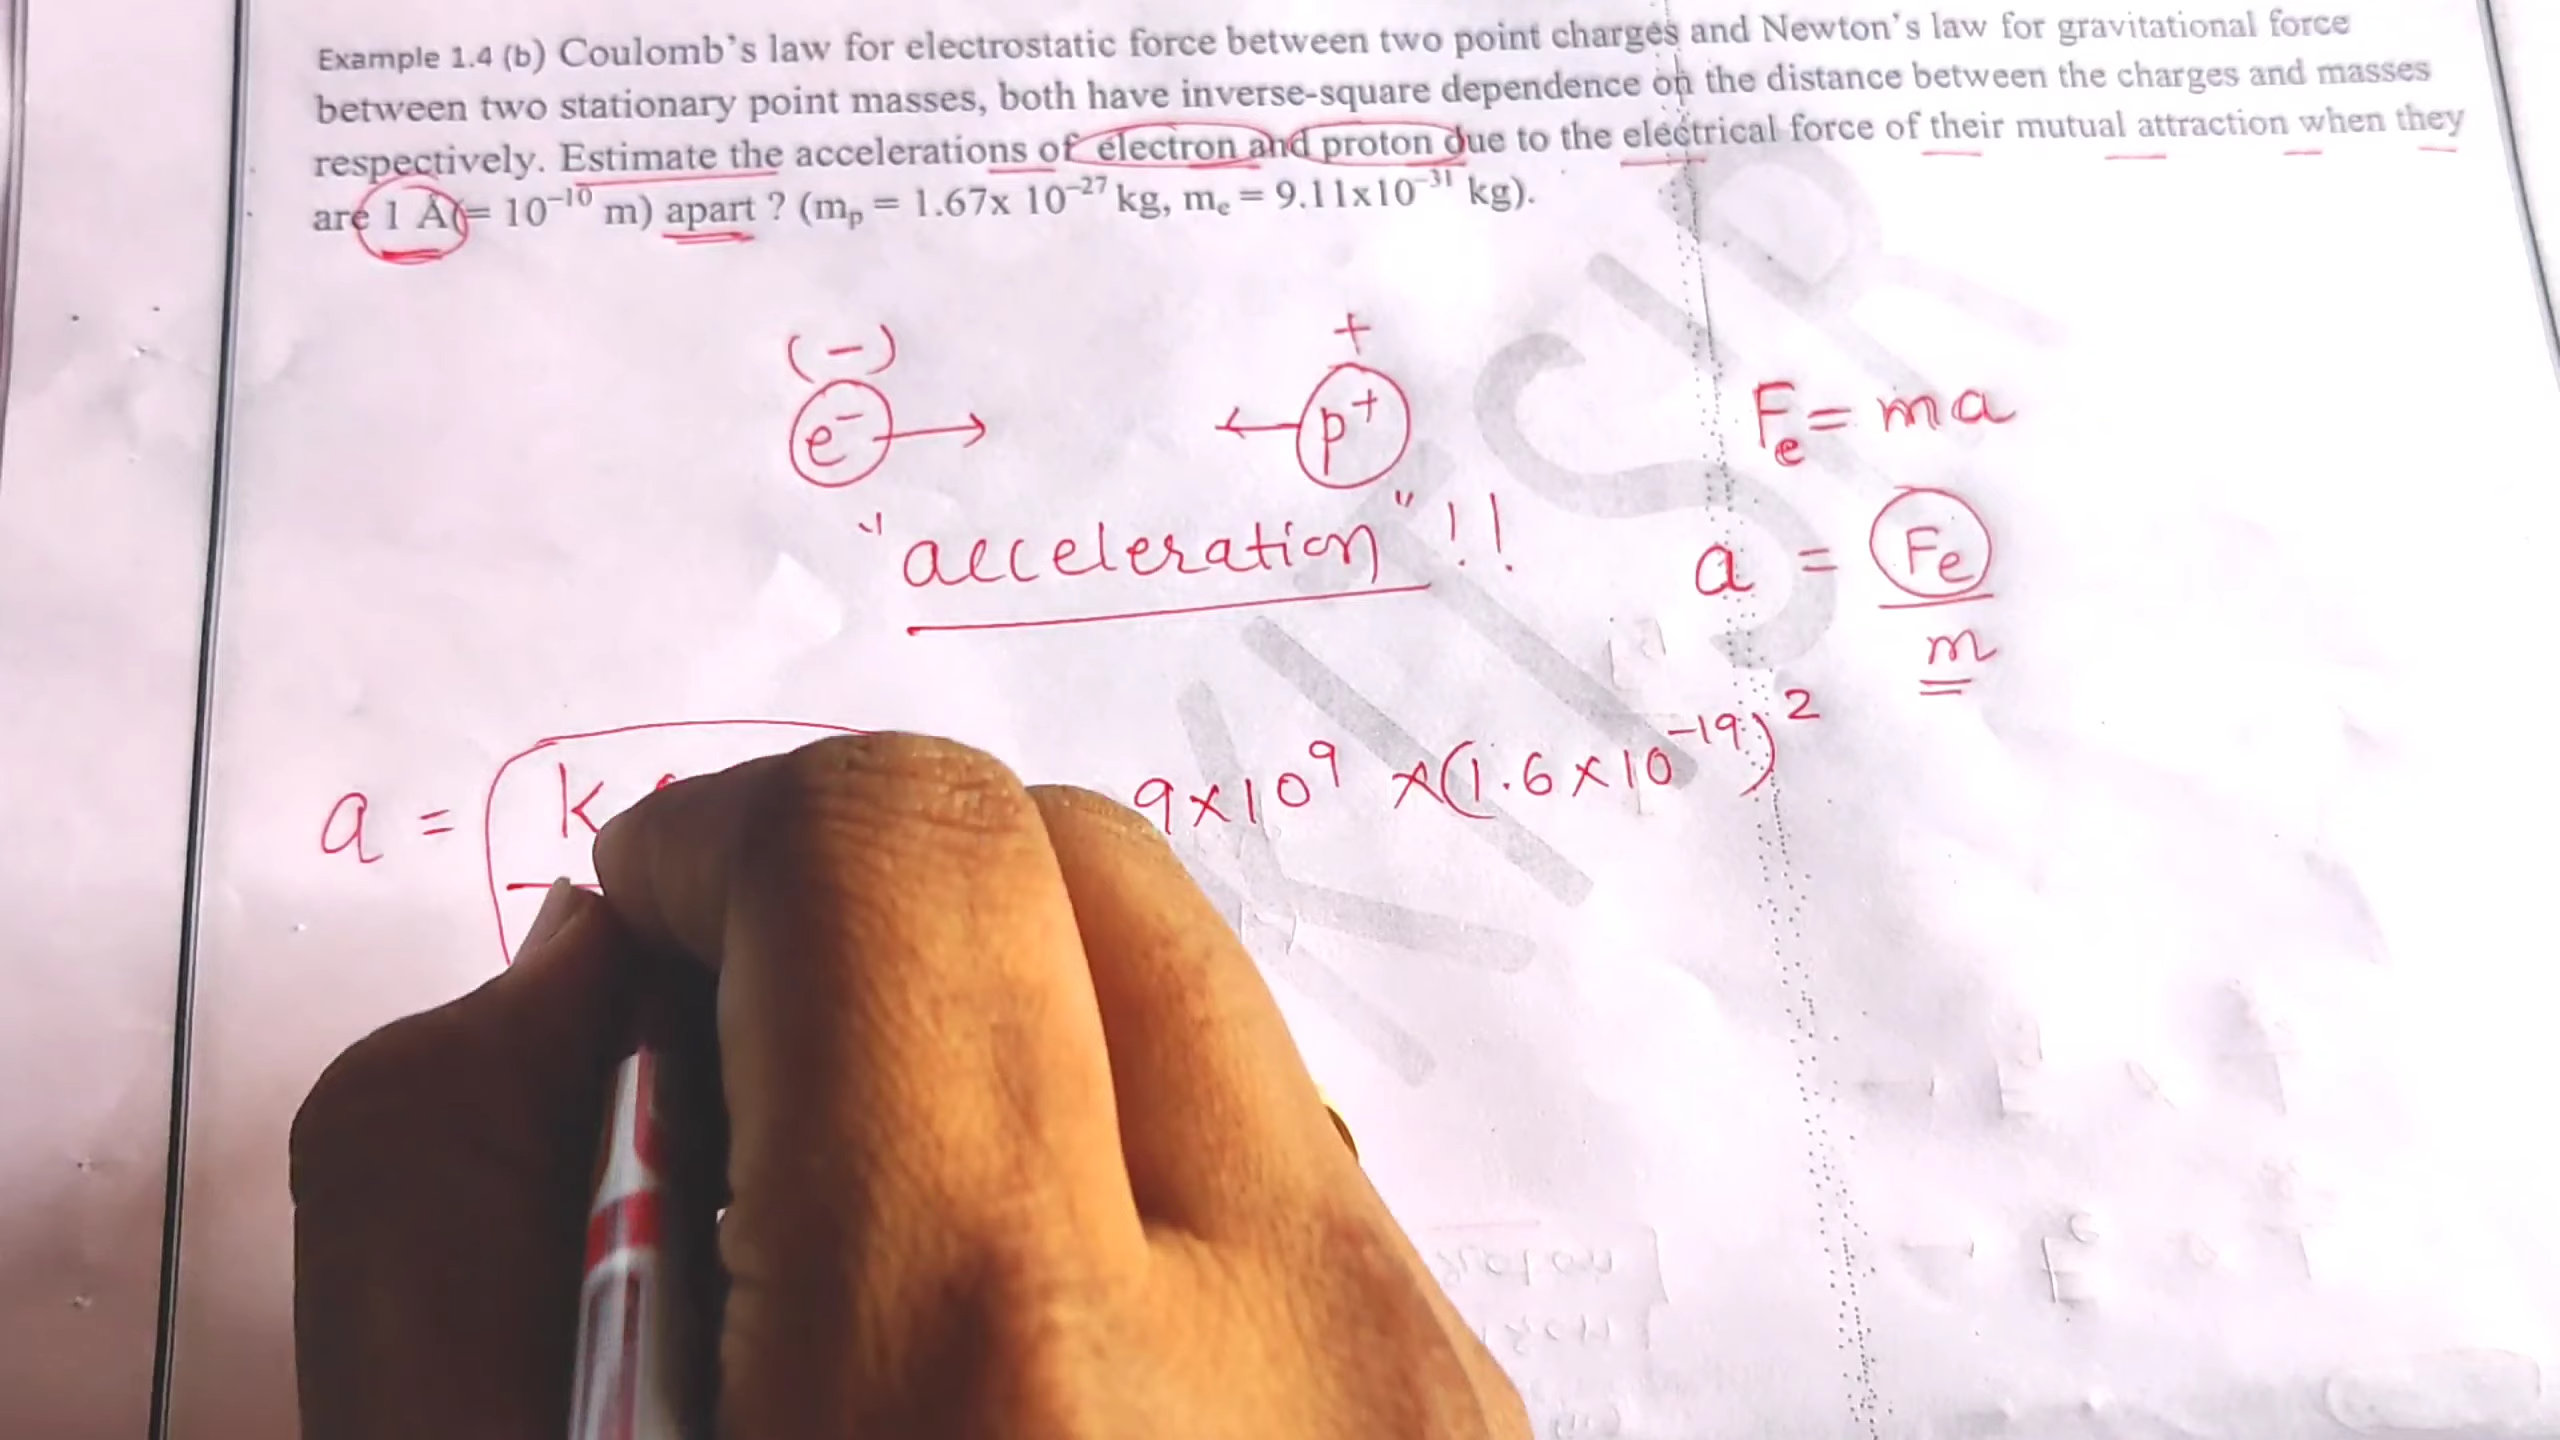 Example 1.4 (b) Coulomb's law for electrostatic force between two point charges and Newton's law for gravitational force
between two stationary point masses, both have inverse-square dependence on the distance between the charges and masses
respectively. Estimate the accelerations of electron and proton due to the electrical force of their mutual attraction when they
are 1 Å(= 10⁻¹⁰ m) apart ? (mₚ = 1.67x 10⁻²⁷ kg, mₑ = 9.11x10⁻³¹ kg).
(-) +
e⁻ → ← p⁺
Fₑ = ma
"acceleration"!!
a = Fₑ
m
a = k 9×10⁹ ×(1.6×10⁻¹⁹)²